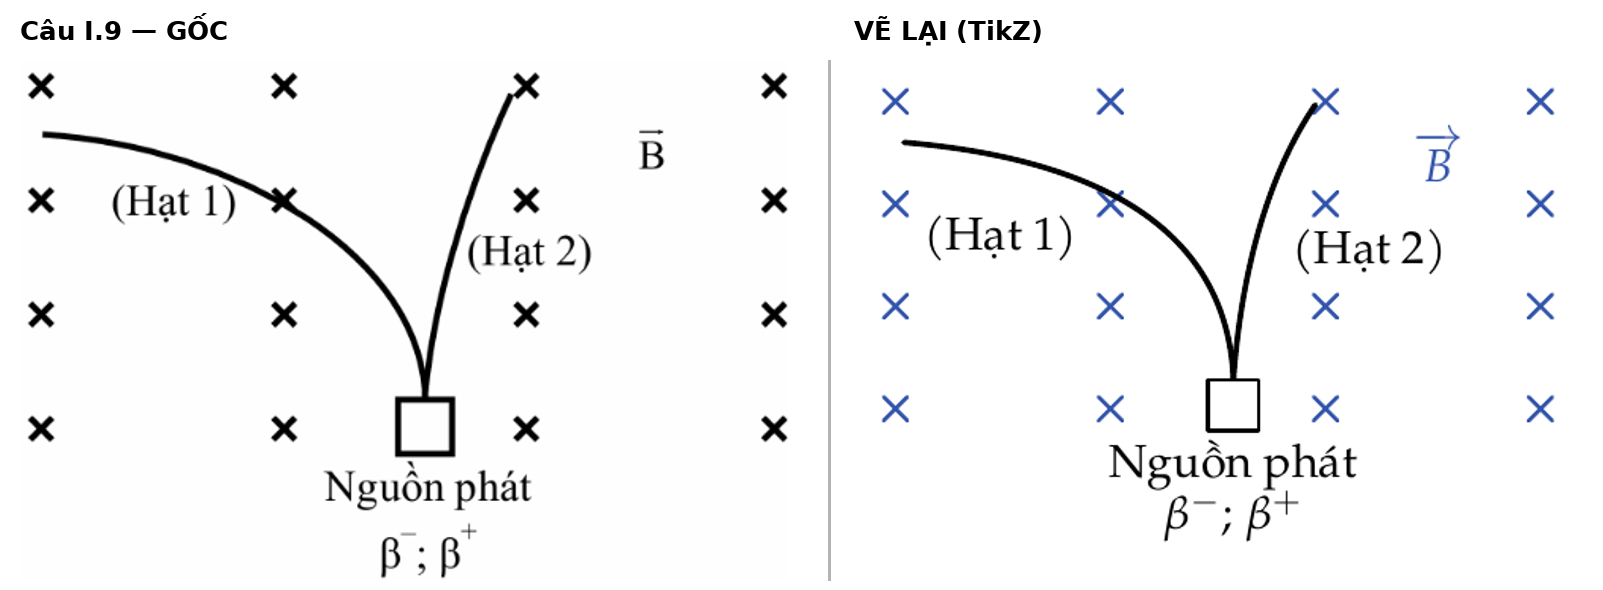 Câu I.9 — GỐC
B
(Hạt 1)
(Hạt 2)
Nguồn phát
β⁻; β⁺
VẼ LẠI (TikZ)
B
(Hạt 1)
(Hạt 2)
Nguồn phát
β⁻; β⁺